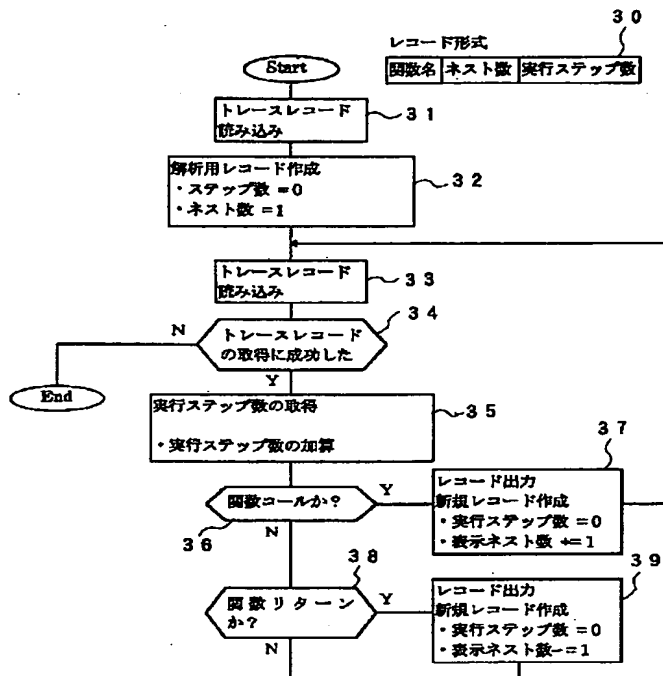 30
レコード形式
関数名 ネスト数 実行ステップ数
Start
トレースレコード
読み込み
31
解析用レコード作成
・ステップ数 =0
・ネスト数 =1
32
トレースレコード
読み込み
33
34
トレースレコード
の取得に成功した
N
Y
End
実行ステップ数の取得
・実行ステップ数の加算
35
37
関数コールか?
Y
36
N
レコード出力
新規レコード作成
・実行ステップ数 =0
・表示ネスト数 +=1
38
関数リターン
か?
Y
N
39
レコード出力
新規レコード作成
・実行ステップ数 =0
・表示ネスト数-=1